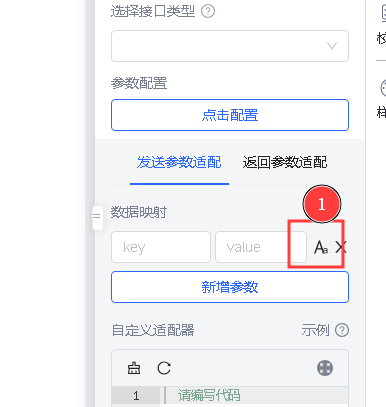 选择接口类型
参数配置
点击配置
发送参数适配 返回参数适配
1
数据映射
key value Aa X
新增参数
自定义适配器 示例
1 请编写代码